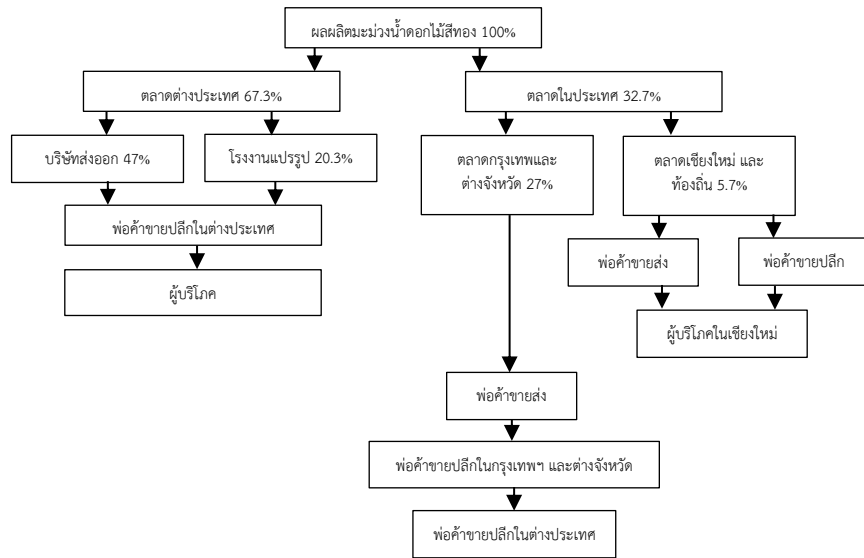 ผลผลิตมะม่วงน้ำดอกไม้สีทอง 100%
ตลาดต่างประเทศ 67.3%
ตลาดในประเทศ 32.7%
บริษัทส่งออก 47%
โรงงานแปรรูป 20.3%
ตลาดกรุงเทพและ
ต่างจังหวัด 27%
ตลาดเชียงใหม่ และ
ท้องถิ่น 5.7%
พ่อค้าขายปลีกในต่างประเทศ
พ่อค้าขายส่ง
พ่อค้าขายปลีก
ผู้บริโภค
ผู้บริโภคในเชียงใหม่
พ่อค้าขายส่ง
พ่อค้าขายปลีกในกรุงเทพฯ และต่างจังหวัด
พ่อค้าขายปลีกในต่างประเทศ